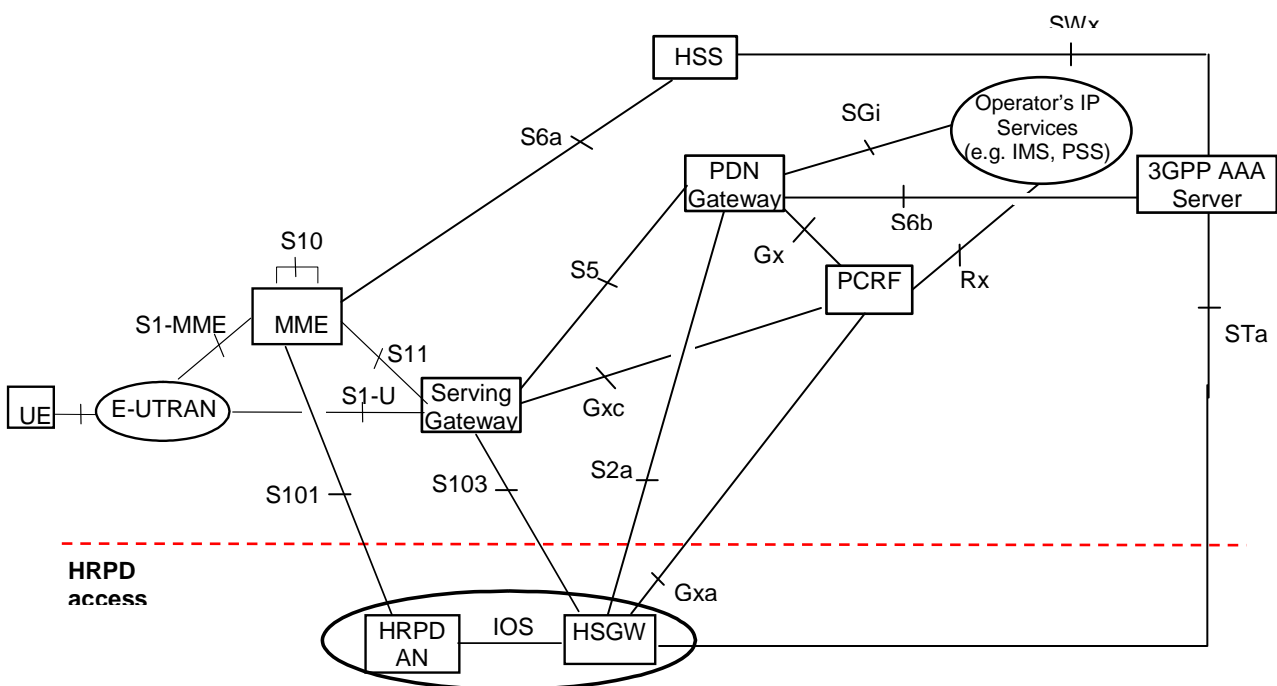 SWx
HSS
Operator's IP
Services
(e.g. IMS, PSS)
SGi
S6a
PDN
Gateway
3GPP AAA
Server
S6b
S10
Gx
S5
PCRF
Rx
S1-MME
MME
STa
S11
S1-U
Serving
Gateway
Gxc
UE
E-UTRAN
S2a
S101
S103
HRPD
access
Gxa
HRPD
AN
IOS
HSGW